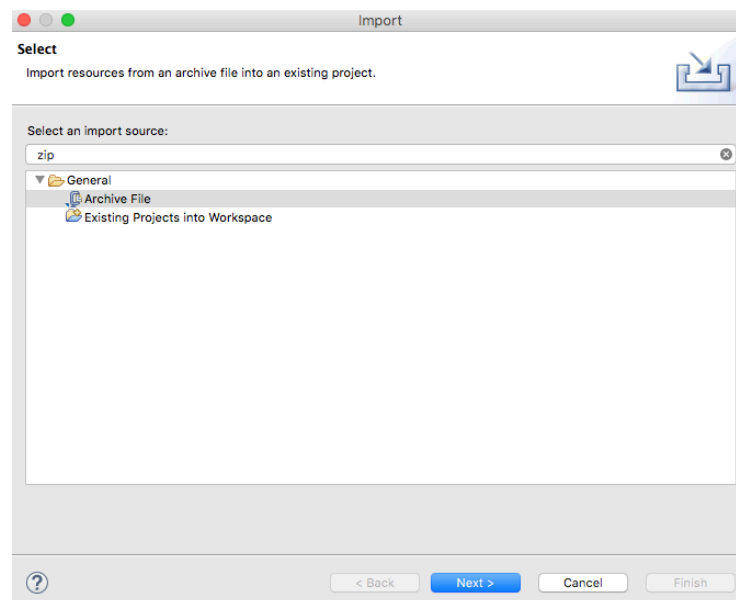 Import
Select
Import resources from an archive file into an existing project.
Select an import source:
zip
General
Archive File
Existing Projects into Workspace
?
< Back
Next >
Cancel
Finish